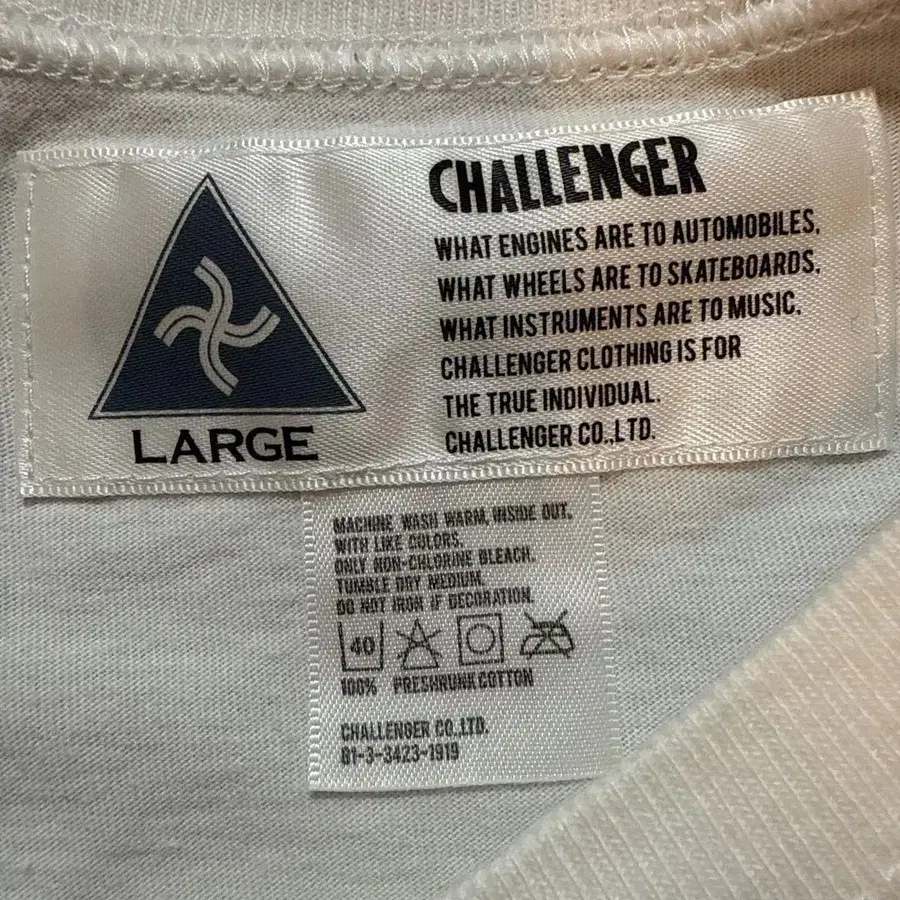 CHALLENGER
WHAT ENGINES ARE TO AUTOMOBILES,
WHAT WHEELS ARE TO SKATEBOARDS,
WHAT INSTRUMENTS ARE TO MUSIC,
CHALLENGER CLOTHING IS FOR
THE TRUE INDIVIDUAL.
CHALLENGER CO.,LTD.
LARGE
MACHINE WASH WARM, INSIDE OUT,
WITH LIKE COLORS.
ONLY NON-CHLORINE BLEACH.
TUMBLE DRY MEDIUM.
DO NOT IRON IF DECORATION.
40
100% PRESHRUNK COTTON
CHALLENGER CO.,LTD.
81-3-3423-1919